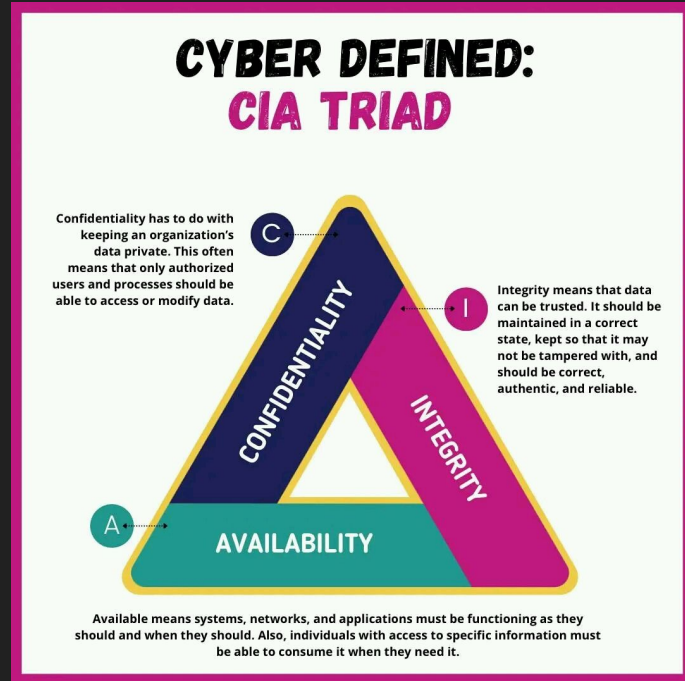 CYBER DEFINED:
CIA TRIAD
Confidentiality has to do with
keeping an organization's
data private. This often
means that only authorized
users and processes should be
able to access or modify data.
C
I
Integrity means that data
can be trusted. It should be
maintained in a correct
state, kept so that it may
not be tampered with, and
should be correct,
authentic, and reliable.
CONFIDENTIALITY
INTEGRITY
A
AVAILABILITY
Available means systems, networks, and applications must be functioning as they
should and when they should. Also, individuals with access to specific information must
be able to consume it when they need it.